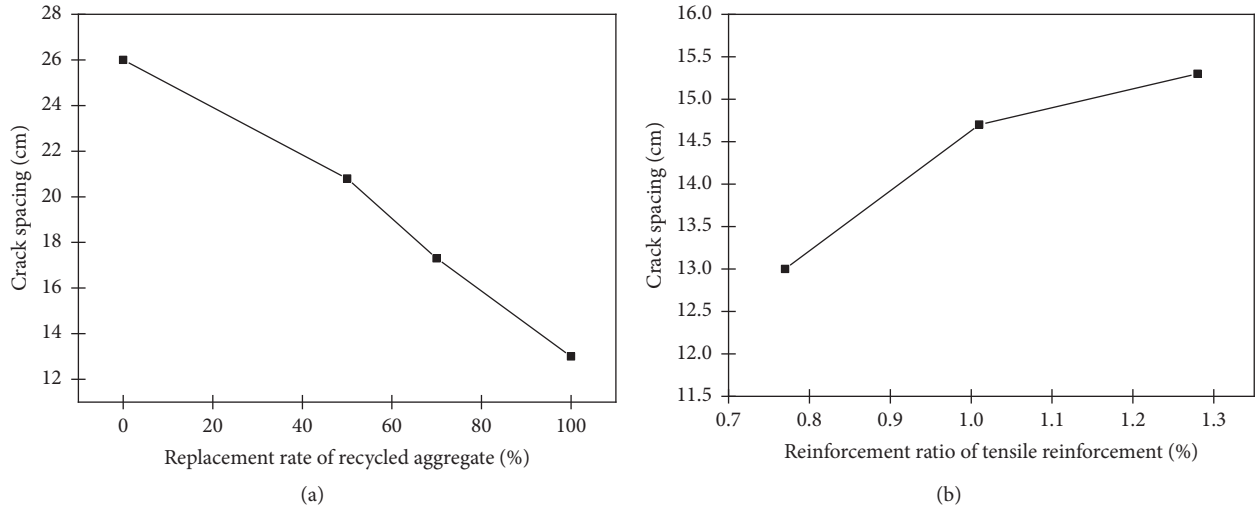 28
26
24
22
20
18
16
14
12
Crack spacing (cm)
0 20 40 60 80 100
Replacement rate of recycled aggregate (%)
(a)
16.0
15.5
15.0
14.5
14.0
13.5
13.0
12.5
12.0
11.5
Crack spacing (cm)
0.7 0.8 0.9 1.0 1.1 1.2 1.3
Reinforcement ratio of tensile reinforcement (%)
(b)